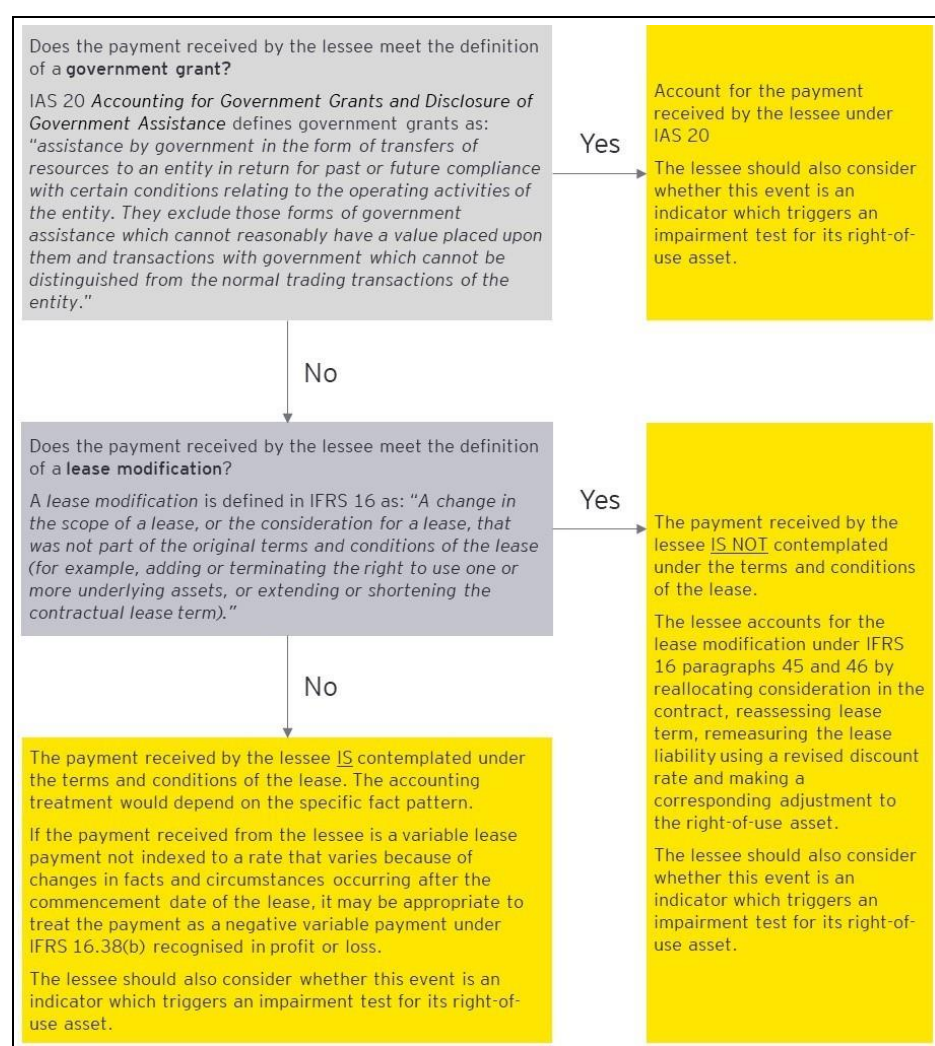 Does the payment received by the lessee meet the definition
of a government grant?
IAS 20 Accounting for Government Grants and Disclosure of
Government Assistance defines government grants as:
“assistance by government in the form of transfers of
resources to an entity in return for past or future compliance
with certain conditions relating to the operating activities of
the entity. They exclude those forms of government
assistance which cannot reasonably have a value placed upon
them and transactions with government which cannot be
distinguished from the normal trading transactions of the
entity.”
Yes
Account for the payment
received by the lessee under
IAS 20
The lessee should also consider
whether this event is an
indicator which triggers an
impairment test for its right-of-
use asset.
No
Does the payment received by the lessee meet the definition
of a lease modification?
A lease modification is defined in IFRS 16 as: “A change in
the scope of a lease, or the consideration for a lease, that
was not part of the original terms and conditions of the lease
(for example, adding or terminating the right to use one or
more underlying assets, or extending or shortening the
contractual lease term).”
Yes
The payment received by the
lessee IS NOT contemplated
under the terms and conditions
of the lease.
The lessee accounts for the
lease modification under IFRS
16 paragraphs 45 and 46 by
reallocating consideration in the
contract, reassessing lease
term, remeasuring the lease
liability using a revised discount
rate and making a
corresponding adjustment to
the right-of-use asset.
The lessee should also consider
whether this event is an
indicator which triggers an
impairment test for its right-of-
use asset.
No
The payment received by the lessee IS contemplated under
the terms and conditions of the lease. The accounting
treatment would depend on the specific fact pattern.
If the payment received from the lessee is a variable lease
payment not indexed to a rate that varies because of
changes in facts and circumstances occurring after the
commencement date of the lease, it may be appropriate to
treat the payment as a negative variable payment under
IFRS 16.38(b) recognised in profit or loss.
The lessee should also consider whether this event is an
indicator which triggers an impairment test for its right-of-
use asset.